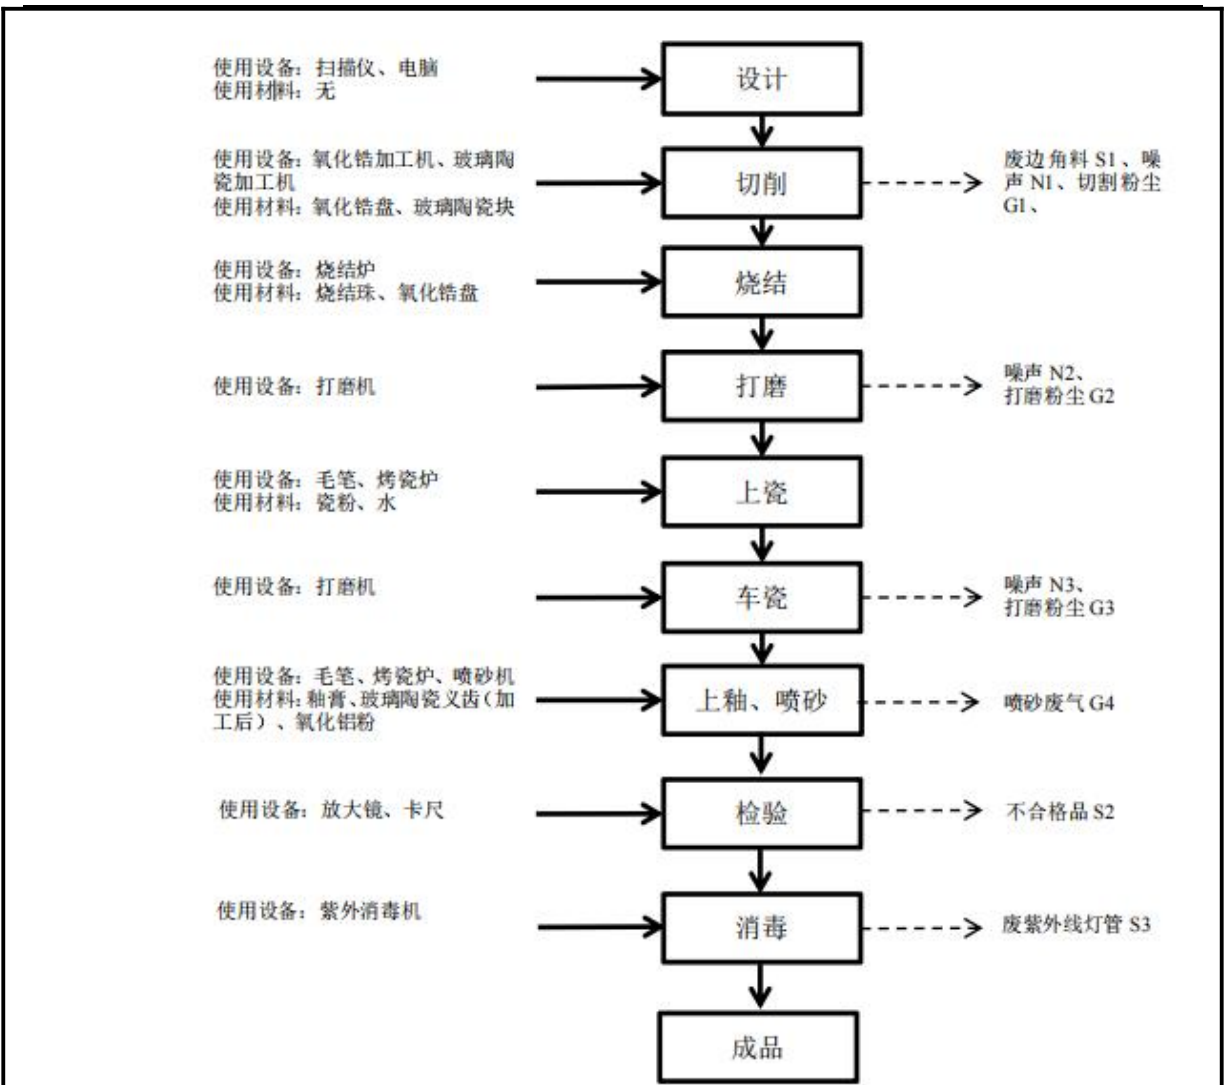 使用设备：扫描仪、电脑
使用材料：无
设计
使用设备：氧化锆加工机、玻璃陶
瓷加工机
使用材料：氧化锆盘、玻璃陶瓷块
切削
废边角料 S1、噪
声 N1、切割粉尘
G1、
使用设备：烧结炉
使用材料：烧结珠、氧化锆盘
烧结
使用设备：打磨机
打磨
噪声 N2、
打磨粉尘 G2
使用设备：毛笔、烤瓷炉
使用材料：瓷粉、水
上瓷
使用设备：打磨机
车瓷
噪声 N3、
打磨粉尘 G3
使用设备：毛笔、烤瓷炉、喷砂机
使用材料：釉膏、玻璃陶瓷义齿（加
工后）、氧化铝粉
上釉、喷砂
喷砂废气 G4
使用设备：放大镜、卡尺
检验
不合格品 S2
使用设备：紫外消毒机
消毒
废紫外线灯管 S3
成品